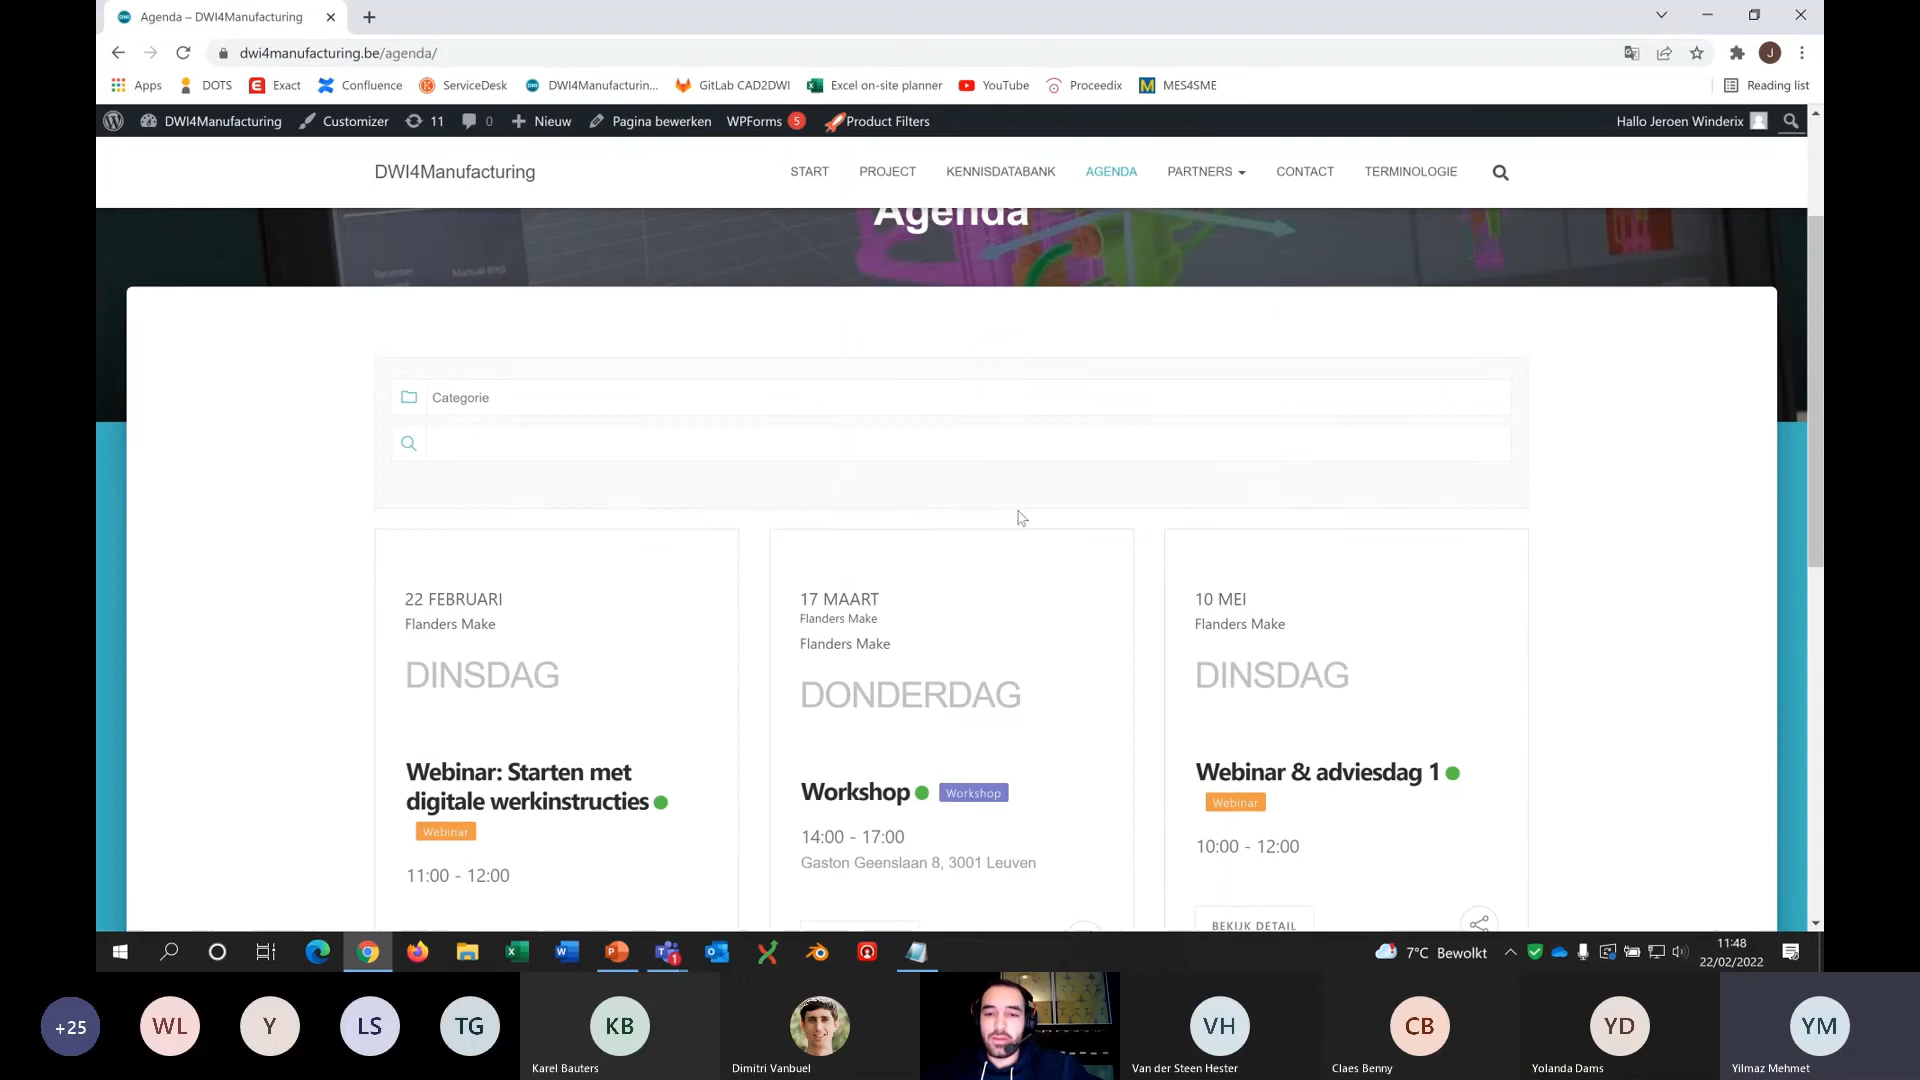 Agenda – DWI4Manufacturing
dwi4manufacturing.be/agenda/
J
Apps DOTS Exact Confluence ServiceDesk DWI4Manufacturin... GitLab CAD2DWI Excel on-site planner YouTube Proceedix MES4SME Reading list
DWI4Manufacturing Customizer 11 0 Nieuw Pagina bewerken WPForms 5 Product Filters Hallo Jeroen Winderix
DWI4Manufacturing START PROJECT KENNISDATABANK AGENDA PARTNERS CONTACT TERMINOLOGIE
Agenda
Recenter Manual step
Categorie
22 FEBRUARI
Flanders Make
DINSDAG
Webinar: Starten met
digitale werkinstructies
Webinar
11:00 - 12:00
17 MAART
Flanders Make
Flanders Make
DONDERDAG
Workshop Workshop
14:00 - 17:00
Gaston Geenslaan 8, 3001 Leuven
10 MEI
Flanders Make
DINSDAG
Webinar & adviesdag 1
Webinar
10:00 - 12:00
BEKIJK DETAIL
7°C Bewolkt
11:48
22/02/2022
+25 WL Y LS TG KB VH CB YD YM
Karel Bauters Dimitri Vanbuel Van der Steen Hester Claes Benny Yolanda Dams Yilmaz Mehmet